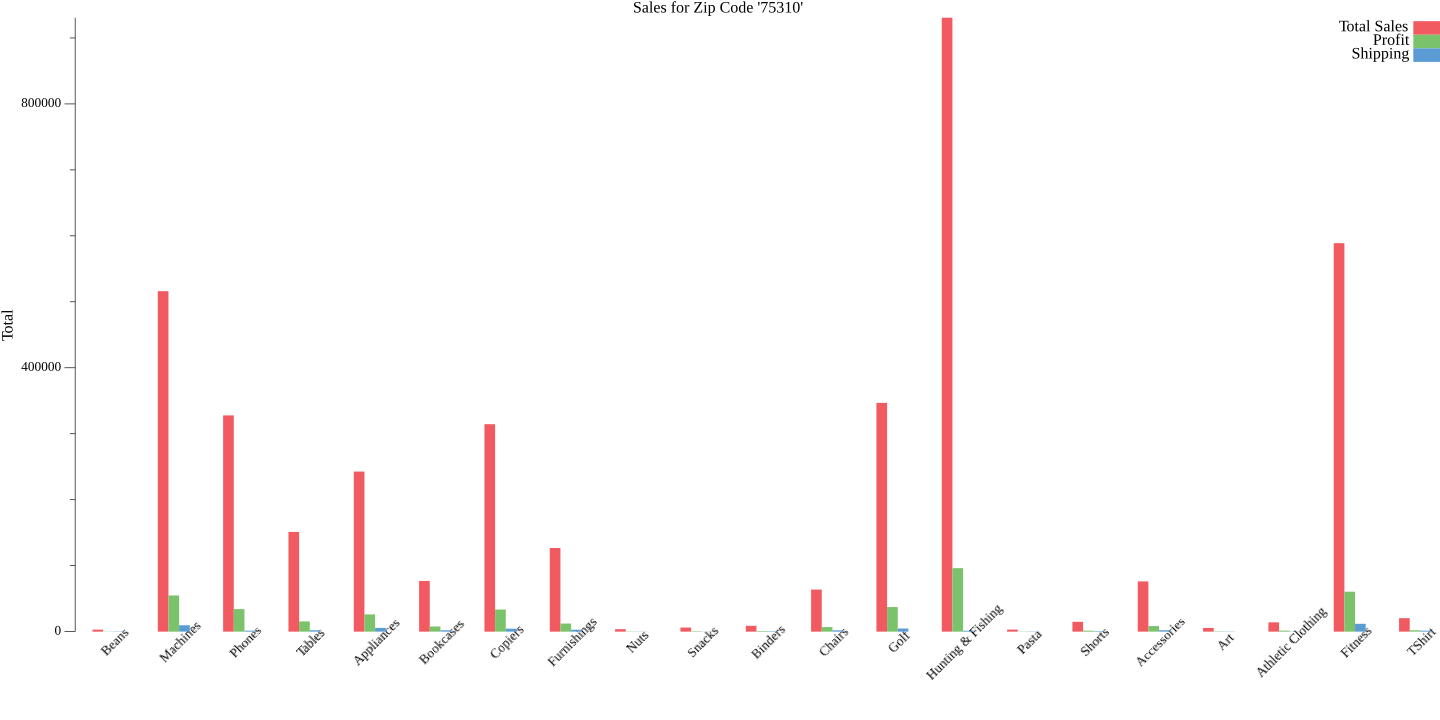 Sales for Zip Code '75310'
Total Sales
Profit
Shipping
800000
400000
0
Total
Beans
Machines
Phones
Tables
Appliances
Bookcases
Copiers
Furnishings
Nuts
Snacks
Binders
Chairs
Golf
Hunting & Fishing
Pasta
Shorts
Accessories
Art
Athletic Clothing
Fitness
TShirt